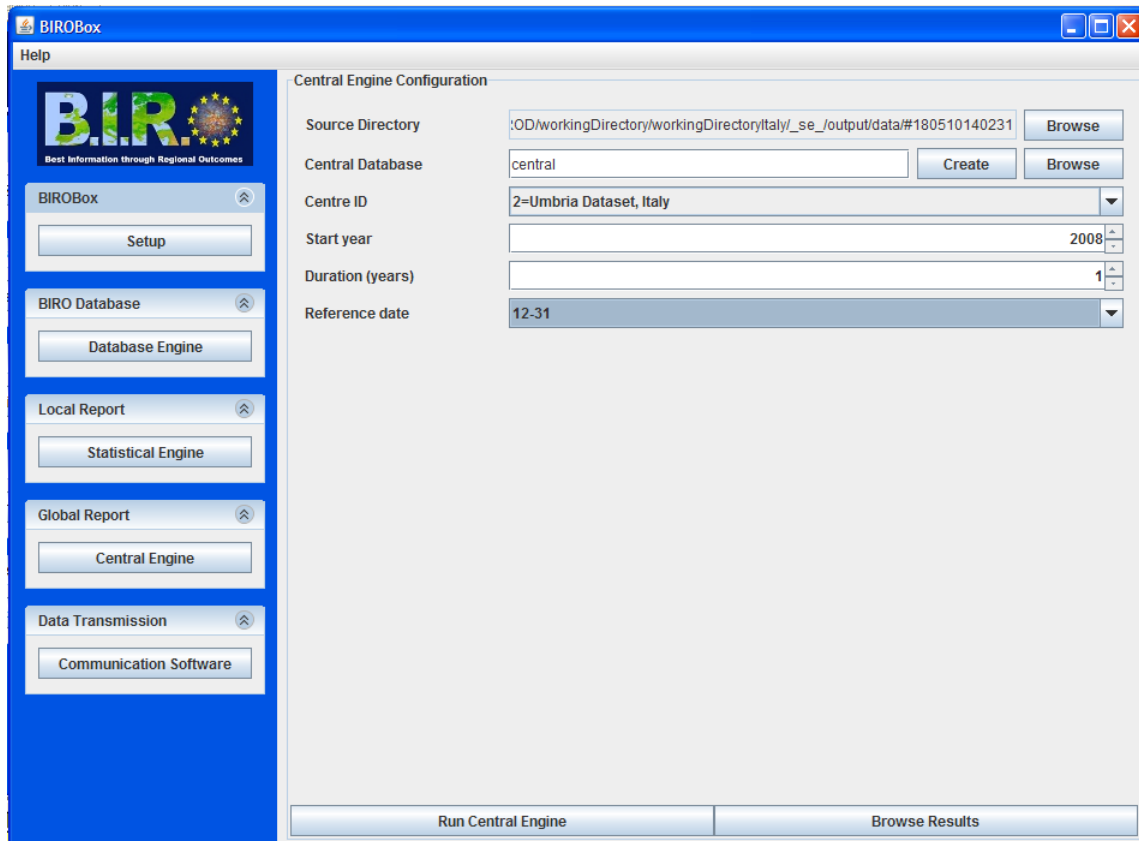 BIROBox
Help
B.I.R.O
Best Information through Regional Outcomes
BIROBox
Setup
BIRO Database
Database Engine
Local Report
Statistical Engine
Global Report
Central Engine
Data Transmission
Communication Software
Central Engine Configuration
Source Directory :OD/workingDirectory/workingDirectoryItaly/_se_/output/data/#180510140231 Browse
Central Database central Create Browse
Centre ID 2=Umbria Dataset, Italy
Start year 2008
Duration (years) 1
Reference date 12-31
Run Central Engine Browse Results